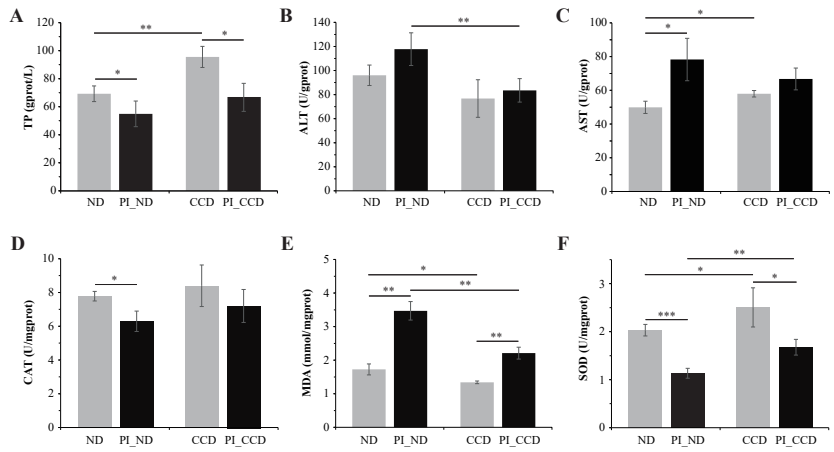 A
TP (gprot/L)
120
100
80
60
40
20
0
**
*
*
ND PI_ND CCD PI_CCD
B
ALT (U/gprot)
140
120
100
80
60
40
20
0
**
ND PI_ND CCD PI_CCD
C
AST (U/gprot)
100
80
60
40
20
0
*
*
ND PI_ND CCD PI_CCD
D
CAT (U/mgprot)
10
8
6
4
2
0
*
ND PI_ND CCD PI_CCD
E
MDA (mmol/mgprot)
5
4
3
2
1
0
*
**
**
**
ND PI_ND CCD PI_CCD
F
SOD (U/mgprot)
3
2
1
0
**
*
*
***
ND PI_ND CCD PI_CCD